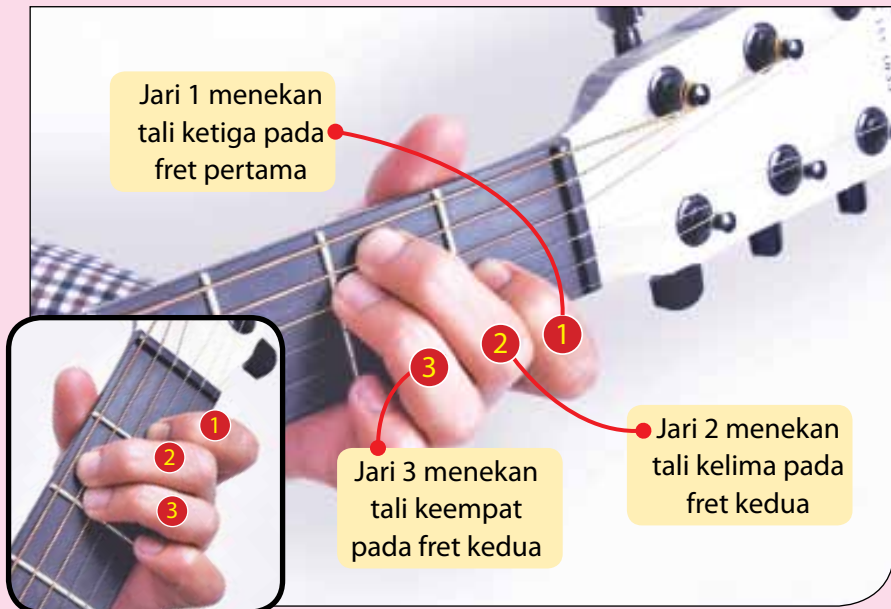 Jari 1 menekan
tali ketiga pada
fret pertama
1
2
3
Jari 2 menekan
tali kelima pada
fret kedua
Jari 3 menekan
tali keempat
pada fret kedua
1
2
3